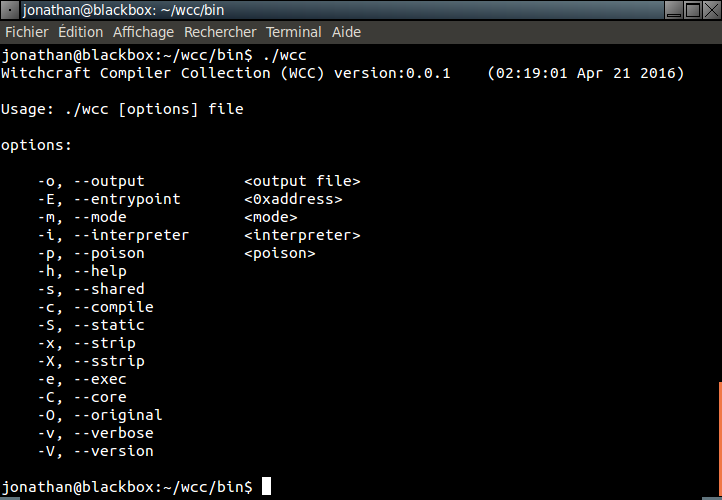 jonathan@blackbox: ~/wcc/bin
Fichier Édition Affichage Rechercher Terminal Aide
jonathan@blackbox:~/wcc/bin$ ./wcc
Witchcraft Compiler Collection (WCC) version:0.0.1    (02:19:01 Apr 21 2016)
Usage: ./wcc [options] file
options:
    -o, --output           <output file>
    -E, --entrypoint       <0xaddress>
    -m, --mode             <mode>
    -i, --interpreter      <interpreter>
    -p, --poison           <poison>
    -h, --help
    -s, --shared
    -c, --compile
    -S, --static
    -x, --strip
    -X, --sstrip
    -e, --exec
    -C, --core
    -O, --original
    -v, --verbose
    -V, --version
jonathan@blackbox:~/wcc/bin$